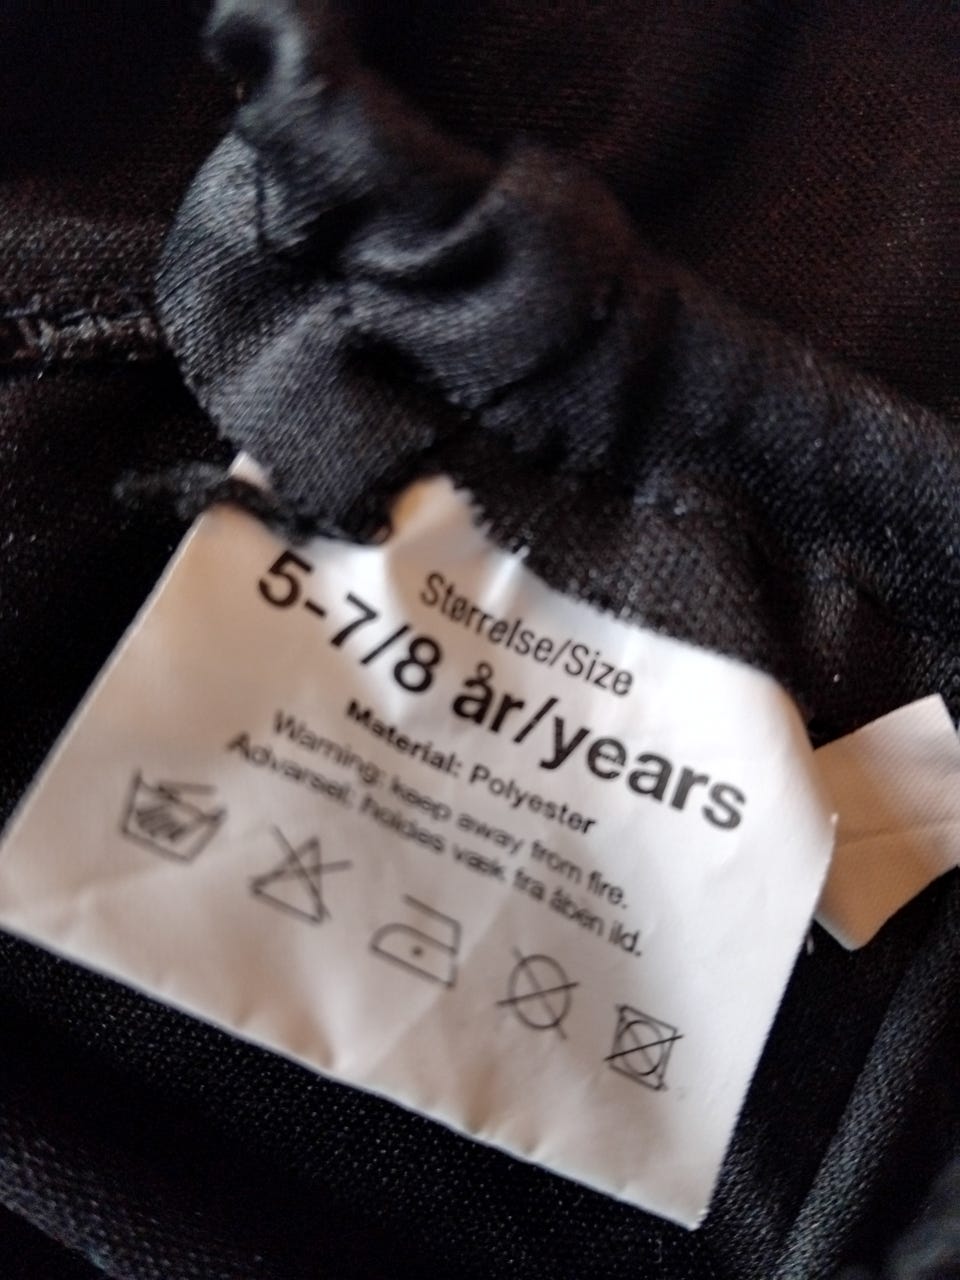 Størrelse/Size
5-7/8 år/years
Material: Polyester
Warning: keep away from fire.
Advarsel: holdes væk fra åben ild.